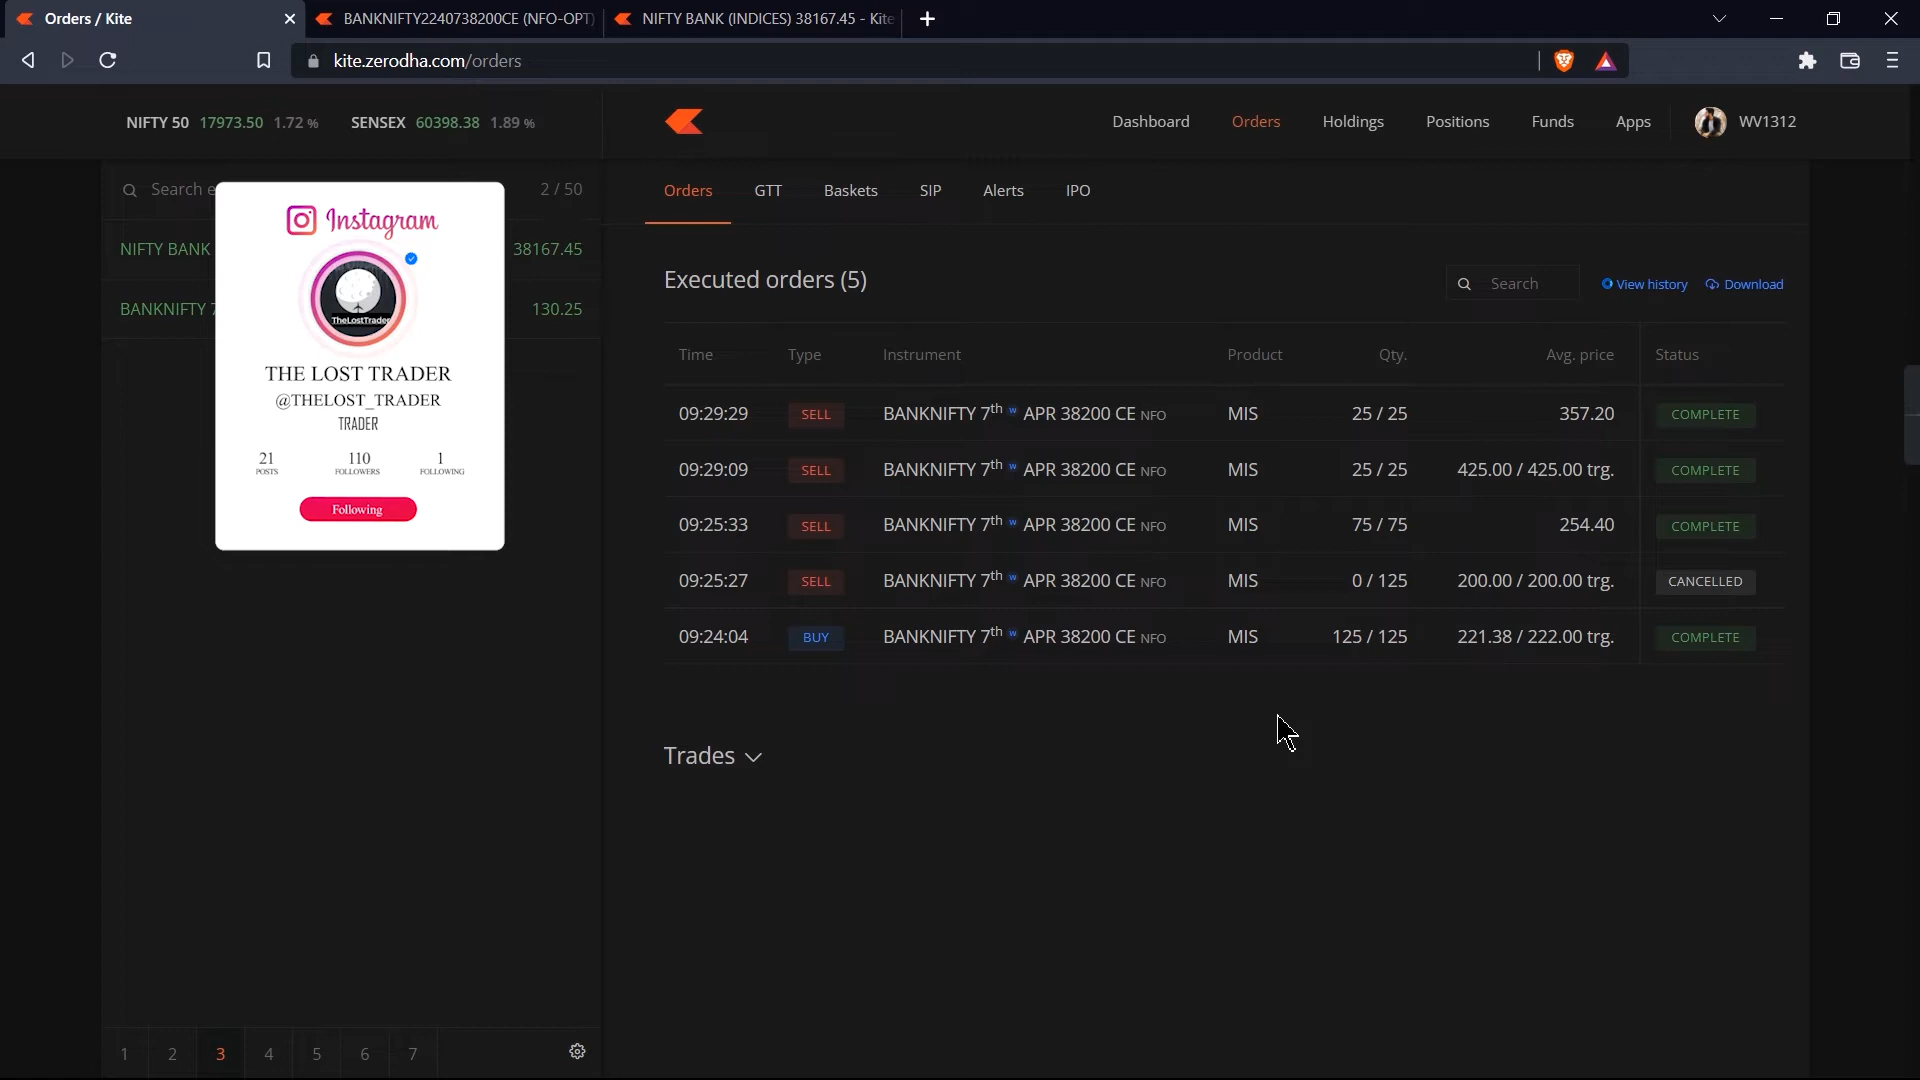 Orders / Kite
BANKNIFTY2240738200CE (NFO-OPT)
NIFTY BANK (INDICES) 38167.45 - Kite
kite.zerodha.com/orders
NIFTY 50 17973.50 1.72 % SENSEX 60398.38 1.89 %
Dashboard Orders Holdings Positions Funds Apps WV1312
Search e 2 / 50
NIFTY BANK 38167.45
BANKNIFTY 7 130.25
Instagram
TheLostTrader
THE LOST TRADER
@THELOST_TRADER
TRADER
21 110 1
POSTS FOLLOWERS FOLLOWING
Following
1 2 3 4 5 6 7
Orders GTT Baskets SIP Alerts IPO
Executed orders (5) Search View history Download
Time Type Instrument Product Qty. Avg. price Status
09:29:29 SELL BANKNIFTY 7th w APR 38200 CE NFO MIS 25 / 25 357.20 COMPLETE
09:29:09 SELL BANKNIFTY 7th w APR 38200 CE NFO MIS 25 / 25 425.00 / 425.00 trg. COMPLETE
09:25:33 SELL BANKNIFTY 7th w APR 38200 CE NFO MIS 75 / 75 254.40 COMPLETE
09:25:27 SELL BANKNIFTY 7th w APR 38200 CE NFO MIS 0 / 125 200.00 / 200.00 trg. CANCELLED
09:24:04 BUY BANKNIFTY 7th w APR 38200 CE NFO MIS 125 / 125 221.38 / 222.00 trg. COMPLETE
Trades